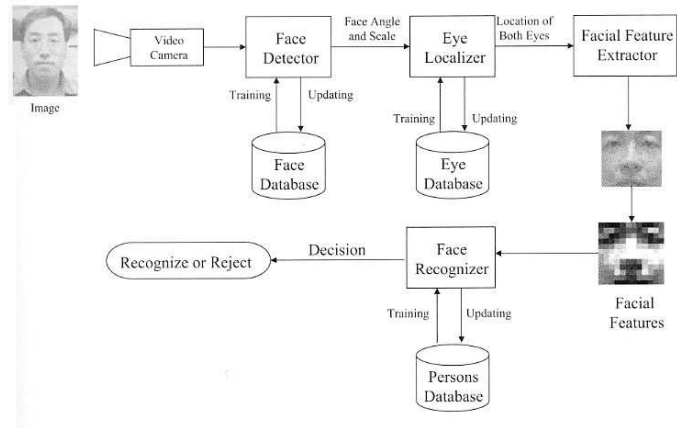 Image
Video
Camera
Face
Detector
Face Angle
and Scale
Eye
Localizer
Location of
Both Eyes
Facial Feature
Extractor
Training
Updating
Training
Updating
Face
Database
Eye
Database
Recognize or Reject
Decision
Face
Recognizer
Facial
Features
Training
Updating
Persons
Database